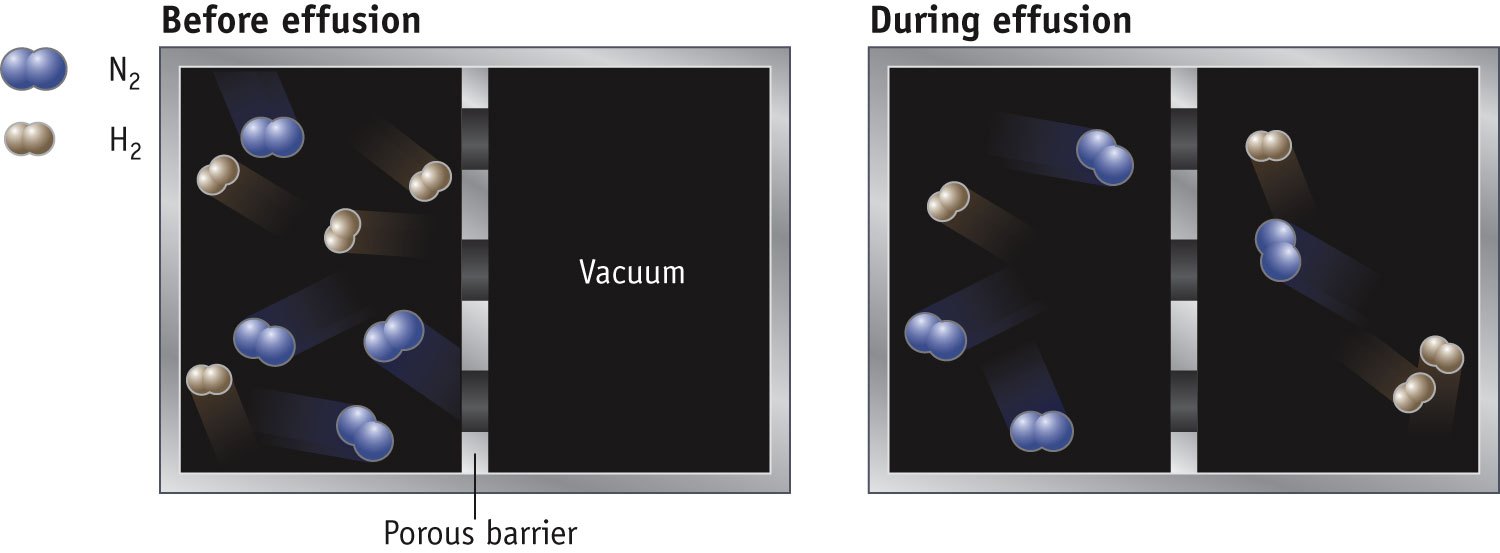 Before effusion
During effusion
N2
H2
Vacuum
Porous barrier